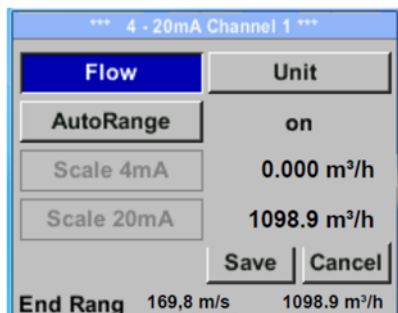 *** 4 - 20mA Channel 1 ***
Flow Unit
AutoRange on
Scale 4mA 0.000 m³/h
Scale 20mA 1098.9 m³/h
Save Cancel
End Rang 169,8 m/s 1098.9 m³/h